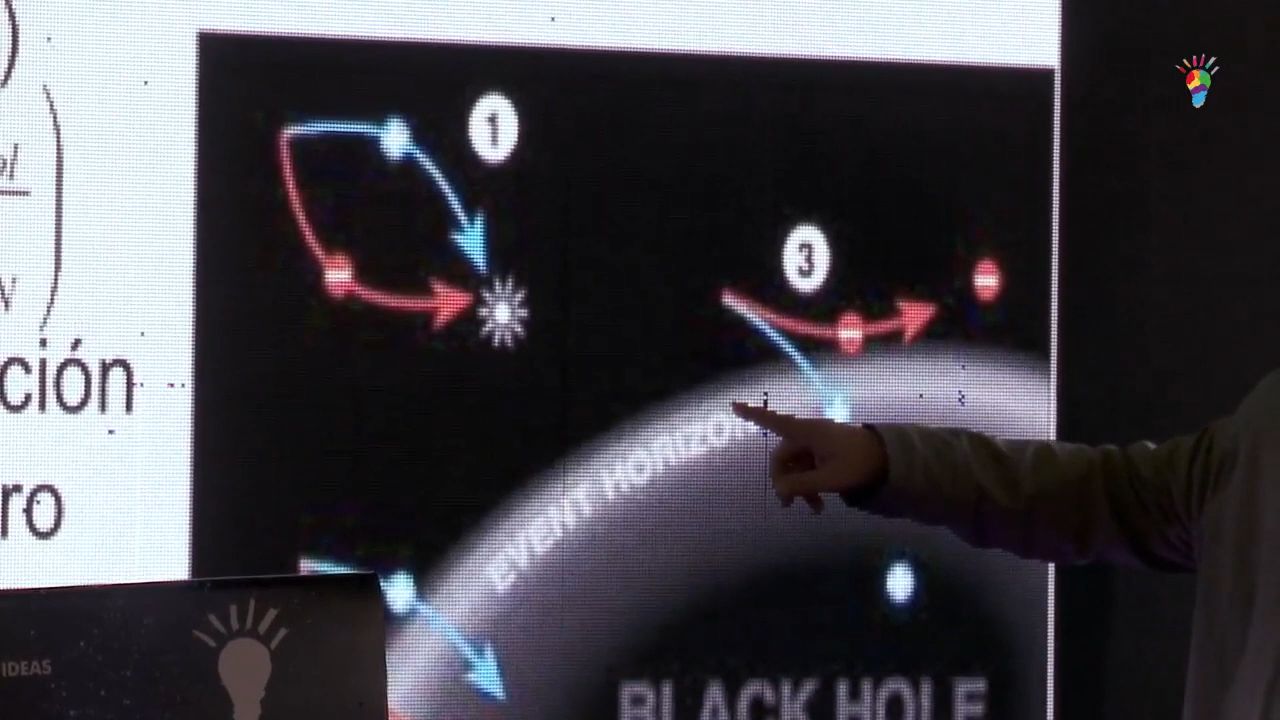 1
3
ción
ro
EVENT HORIZON
BLACK HOLE
IDEAS